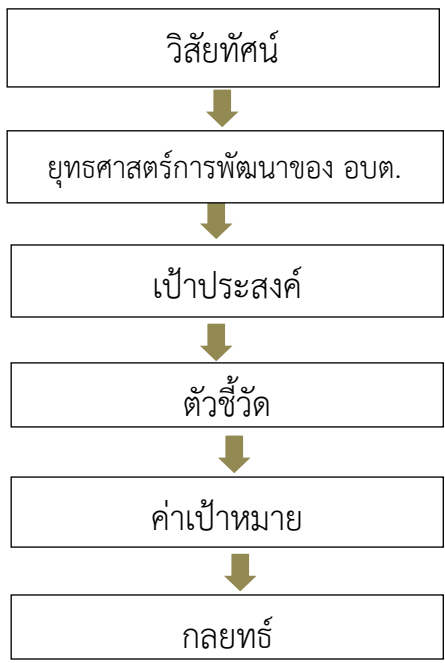 วิสัยทัศน์
ยุทธศาสตร์การพัฒนาของ อบต.
เป้าประสงค์
ตัวชี้วัด
ค่าเป้าหมาย
กลยทธ์